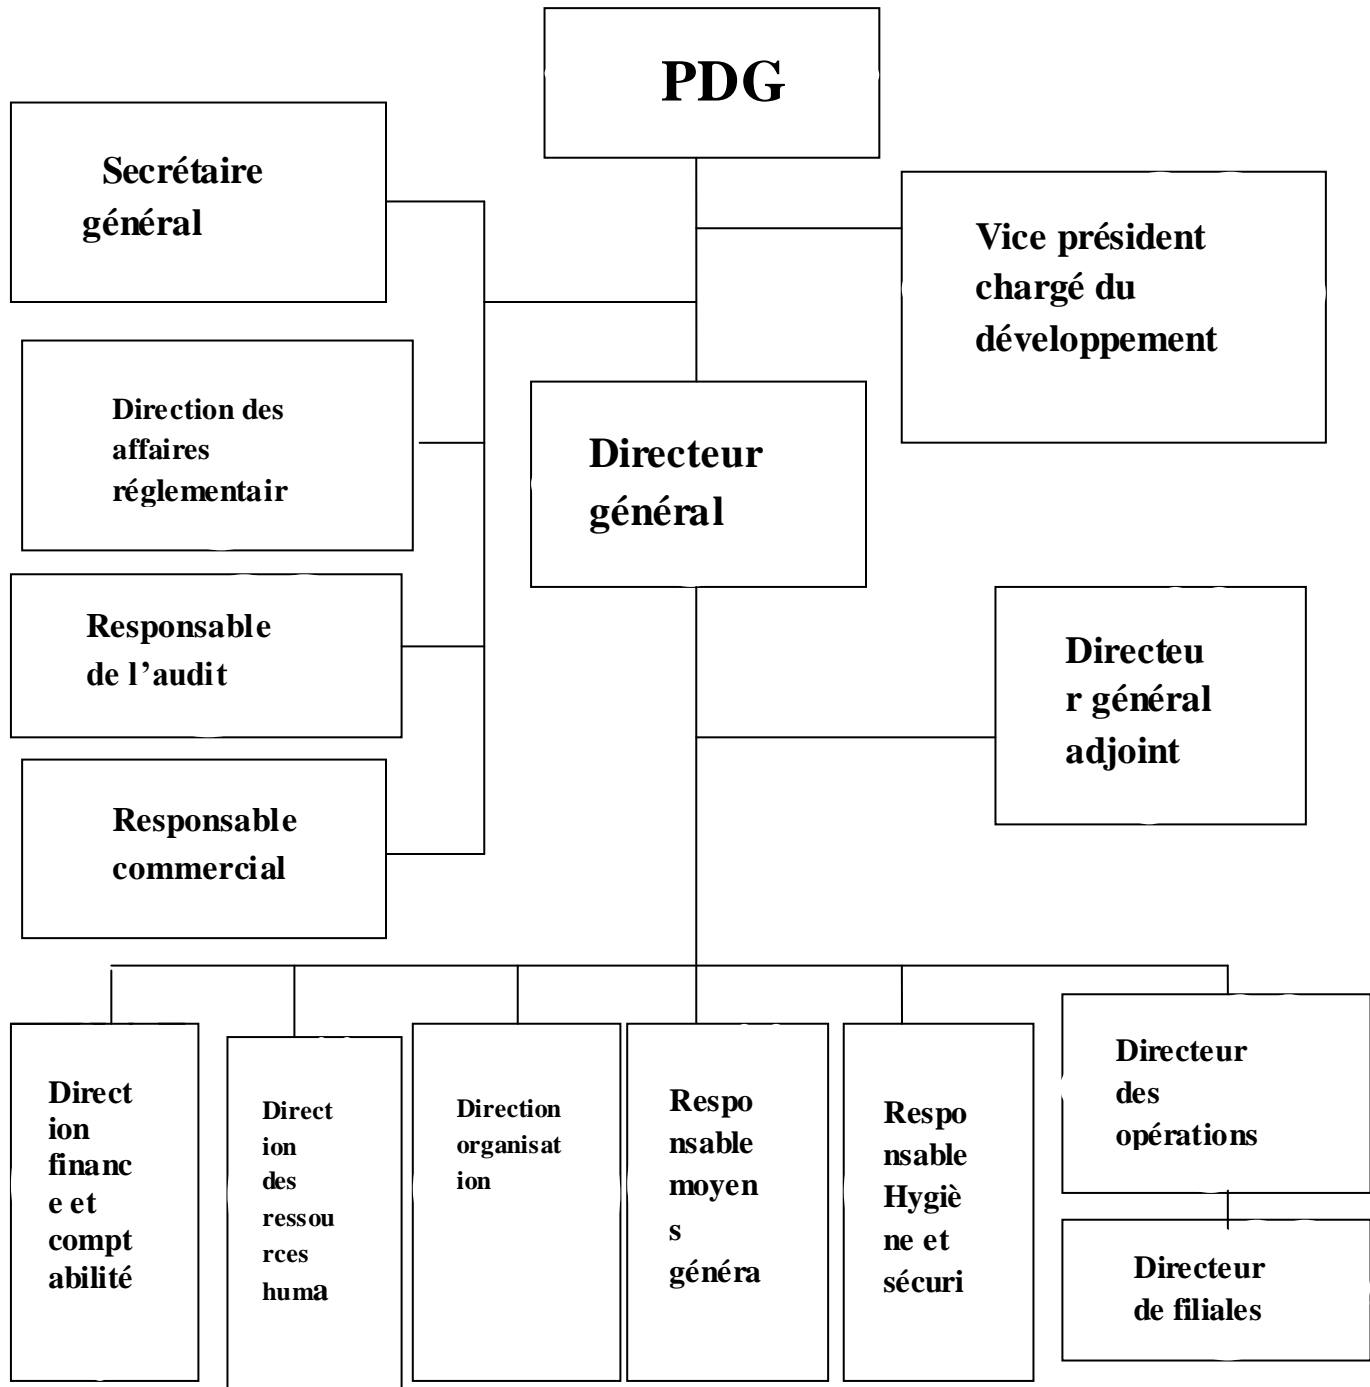 PDG
Secrétaire
général
Vice président
chargé du
développement
Direction des
affaires
réglementair
Directeur
général
Responsable
de l’audit
Directeu
r général
adjoint
Responsable
commercial
Direct
ion
financ
e et
compt
abilité
Direct
ion
des
ressou
rces
huma
Direction
organisat
ion
Respo
nsable
moyen
s
généra
Respo
nsable
Hygiè
ne et
sécuri
Directeur
des
opérations
Directeur
de filiales